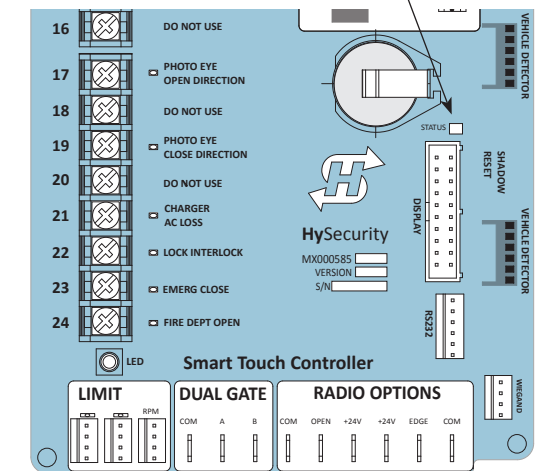 16 DO NOT USE
17 PHOTO EYE
OPEN DIRECTION
18 DO NOT USE
19 PHOTO EYE
CLOSE DIRECTION
20 DO NOT USE
21 CHARGER
AC LOSS
22 LOCK INTERLOCK
23 EMERG CLOSE
24 FIRE DEPT OPEN
LED
VEHICLE DETECTOR
STATUS
SHADOW
RESET
DISPLAY
VEHICLE DETECTOR
HySecurity
MX000585
VERSION
S/N
RS232
Smart Touch Controller
WIEGAND
LIMIT
RPM
DUAL GATE
COM A B
RADIO OPTIONS
COM OPEN +24V +24V EDGE COM